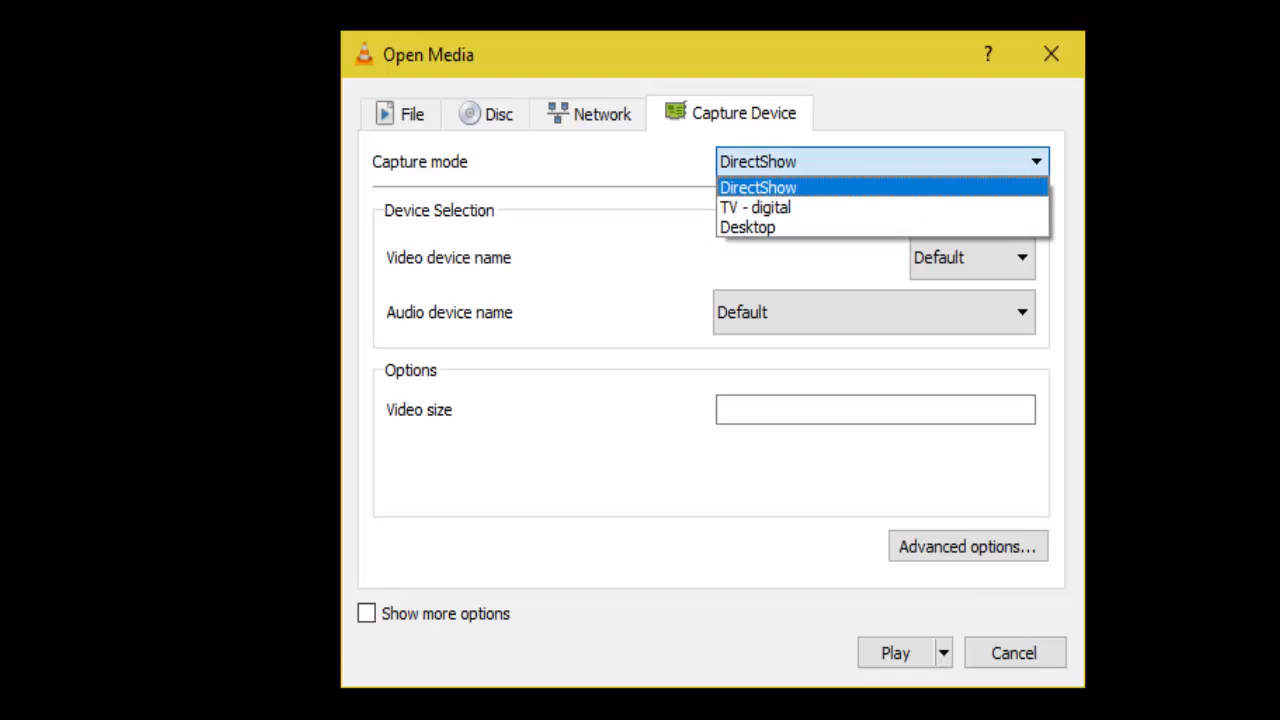 Open Media
?
File
Disc
Network
Capture Device
Capture mode
DirectShow
DirectShow
TV - digital
Desktop
Device Selection
Video device name
Default
Audio device name
Default
Options
Video size
Advanced options...
Show more options
Play
Cancel